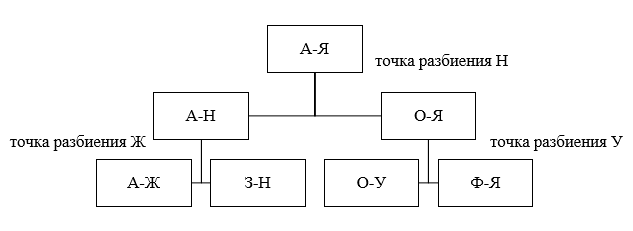 А-Я
точка разбиения Н
А-Н
О-Я
точка разбиения Ж
точка разбиения У
А-Ж
З-Н
О-У
Ф-Я